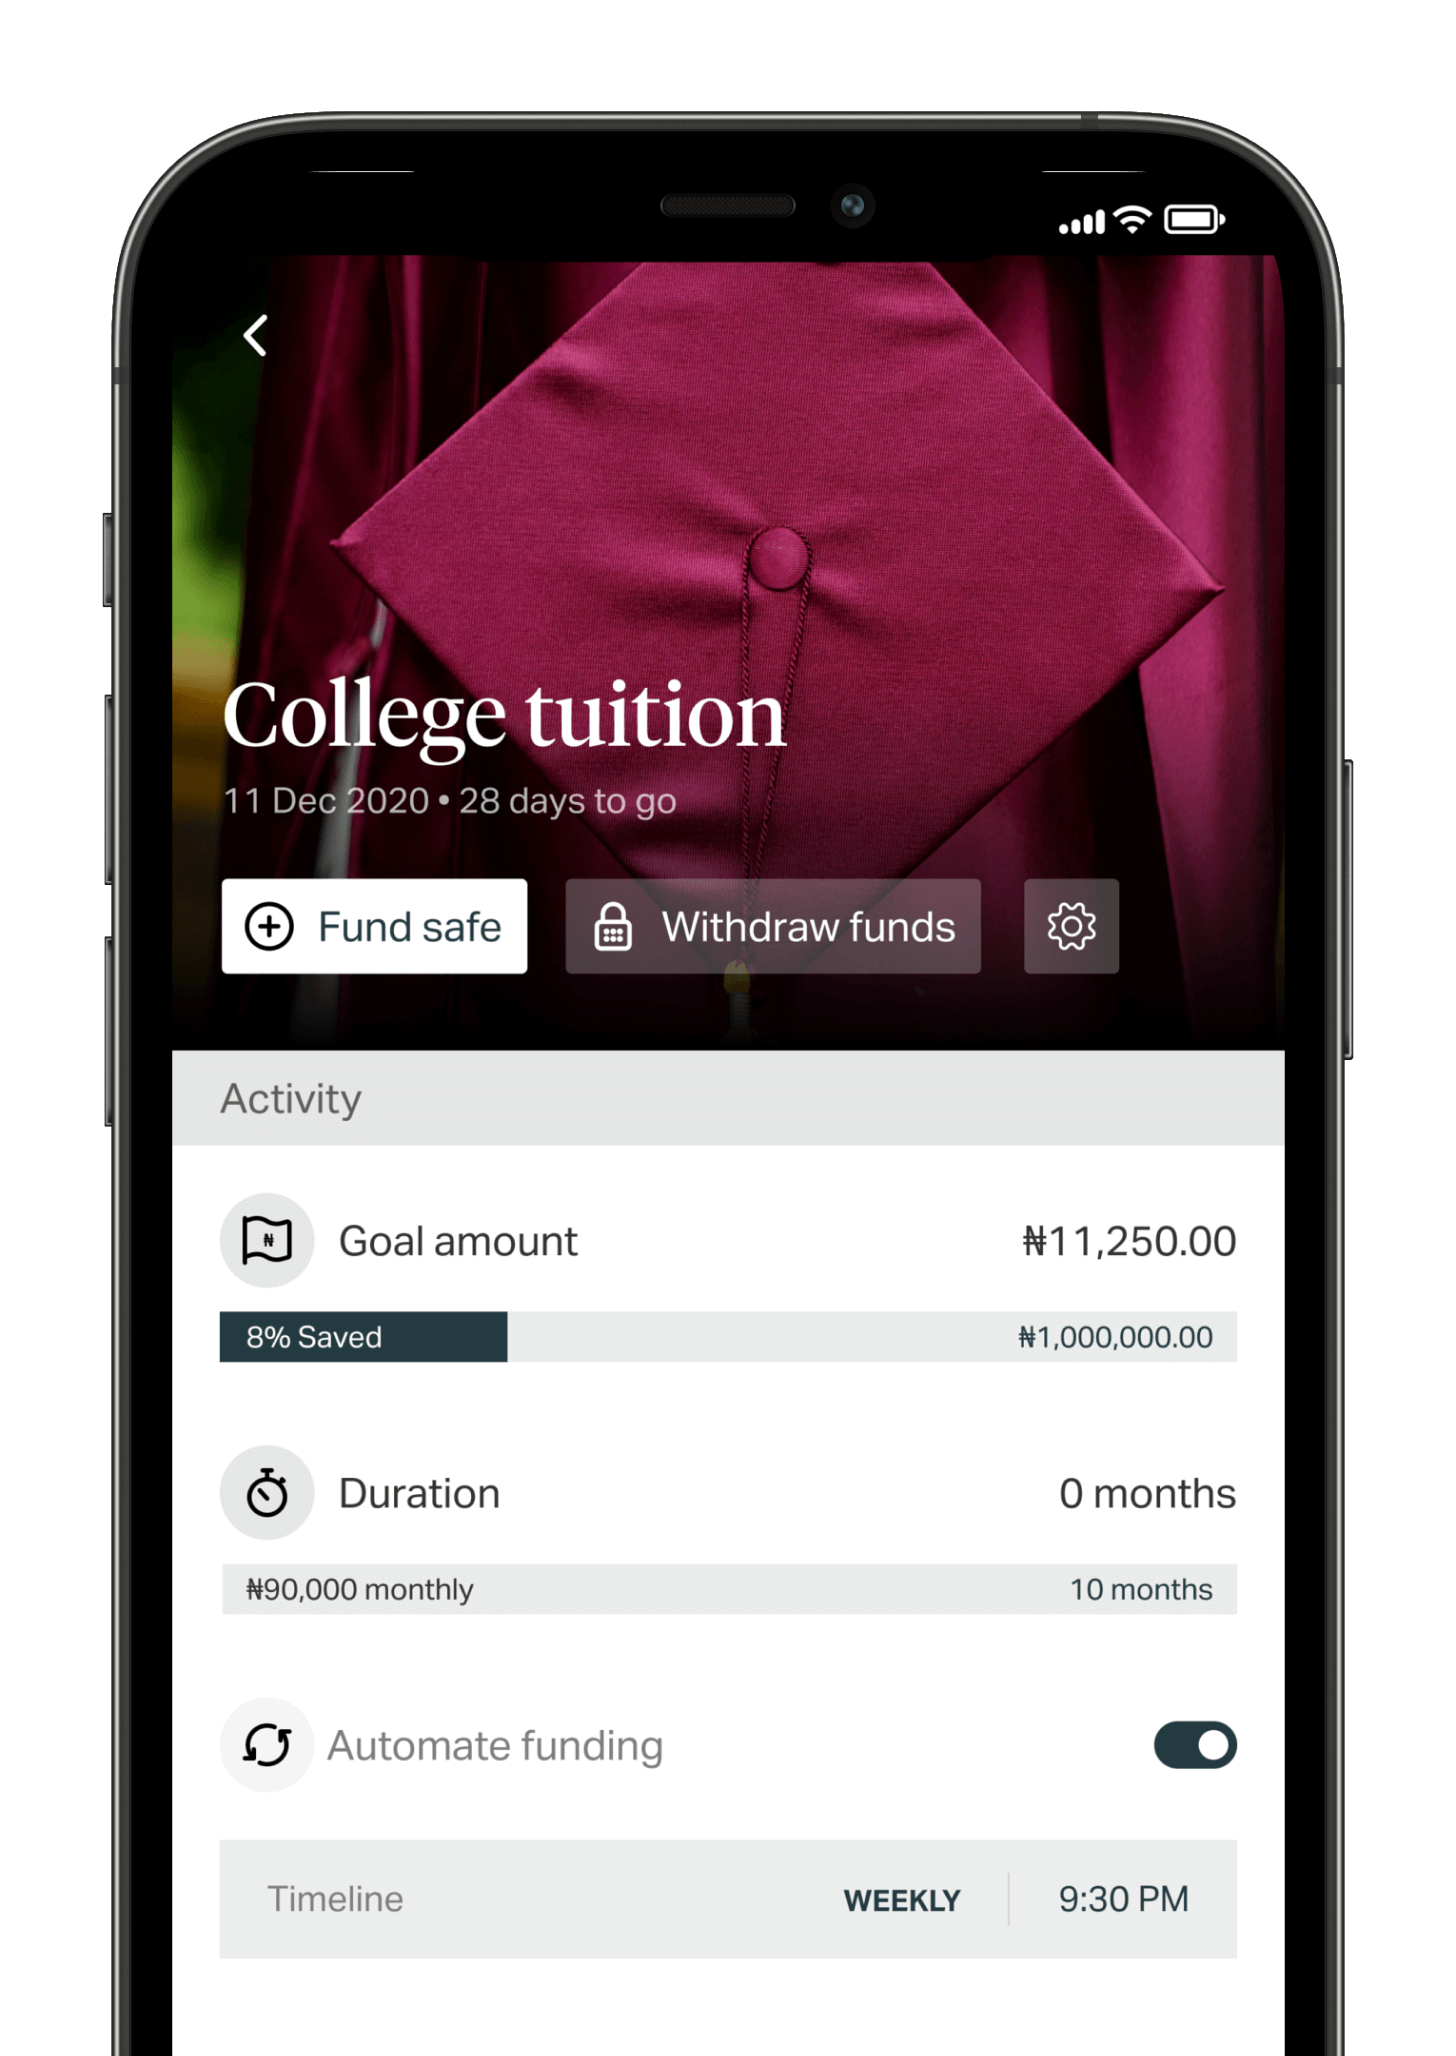 College tuition
11 Dec 2020 • 28 days to go
Fund safe
Withdraw funds
Activity
₦
Goal amount
₦11,250.00
8% Saved
₦1,000,000.00
Duration
0 months
₦90,000 monthly
10 months
Automate funding
Timeline
WEEKLY
9:30 PM